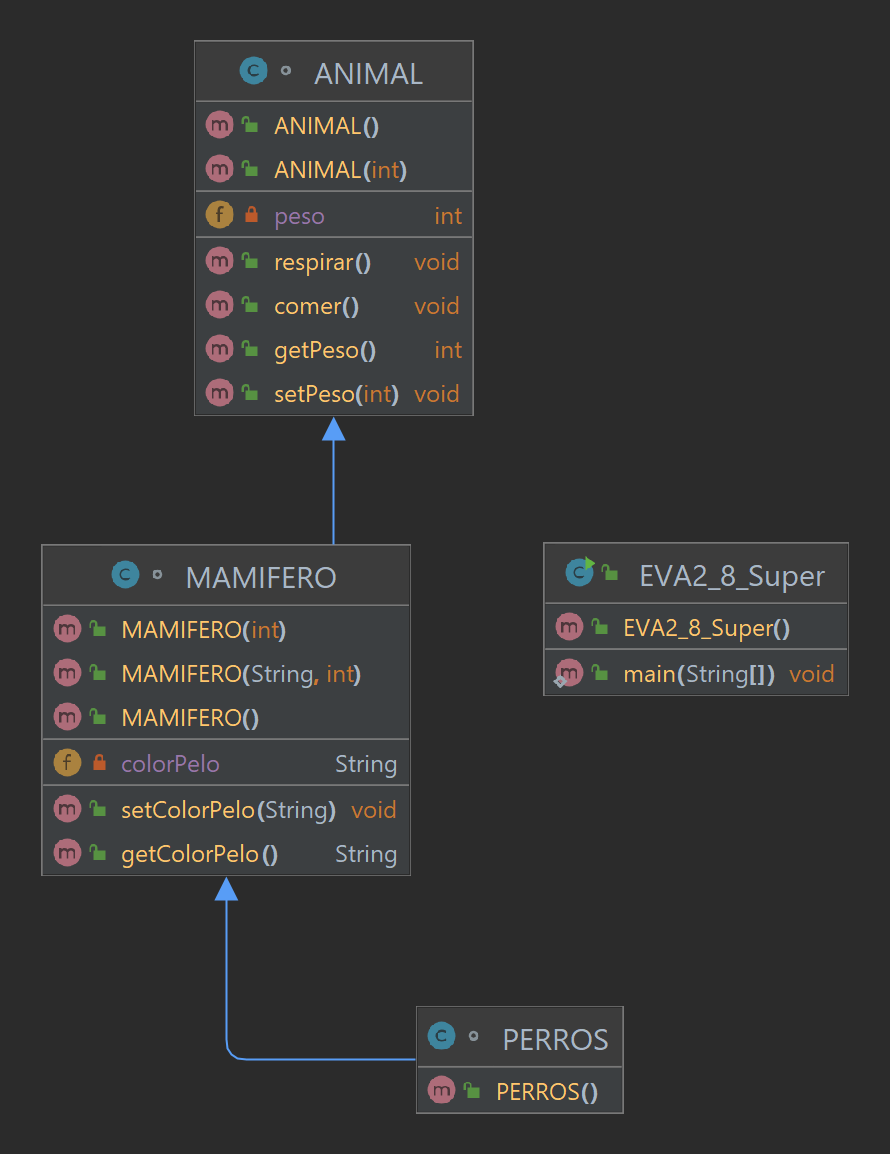 C ANIMAL
m ANIMAL()
m ANIMAL(int)
f peso int
m respirar() void
m comer() void
m getPeso() int
m setPeso(int) void
C MAMIFERO
m MAMIFERO(int)
m MAMIFERO(String, int)
m MAMIFERO()
f colorPelo String
m setColorPelo(String) void
m getColorPelo() String
C EVA2_8_Super
m EVA2_8_Super()
m main(String[]) void
C PERROS
m PERROS()